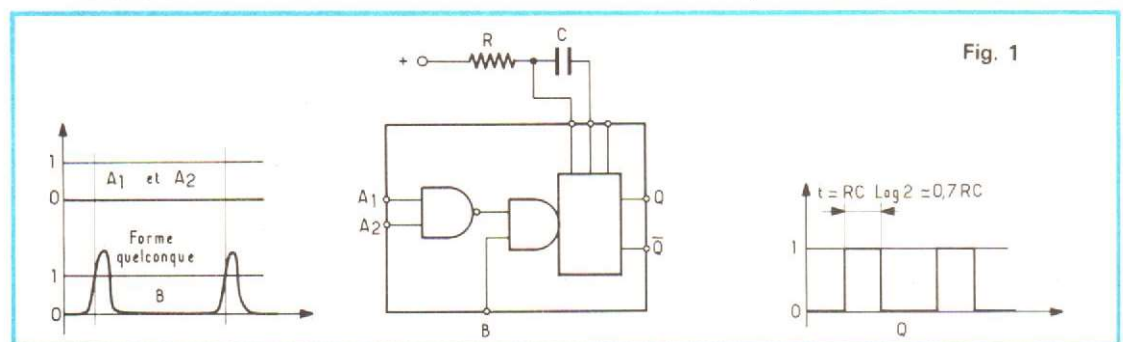 Fig. 1
R
C
+
1
A1 et A2
0
Forme
quelconque
1
B
0
A1
A2
B
Q
Q̅
t = RC Log 2 = 0,7 RC
1
0
Q